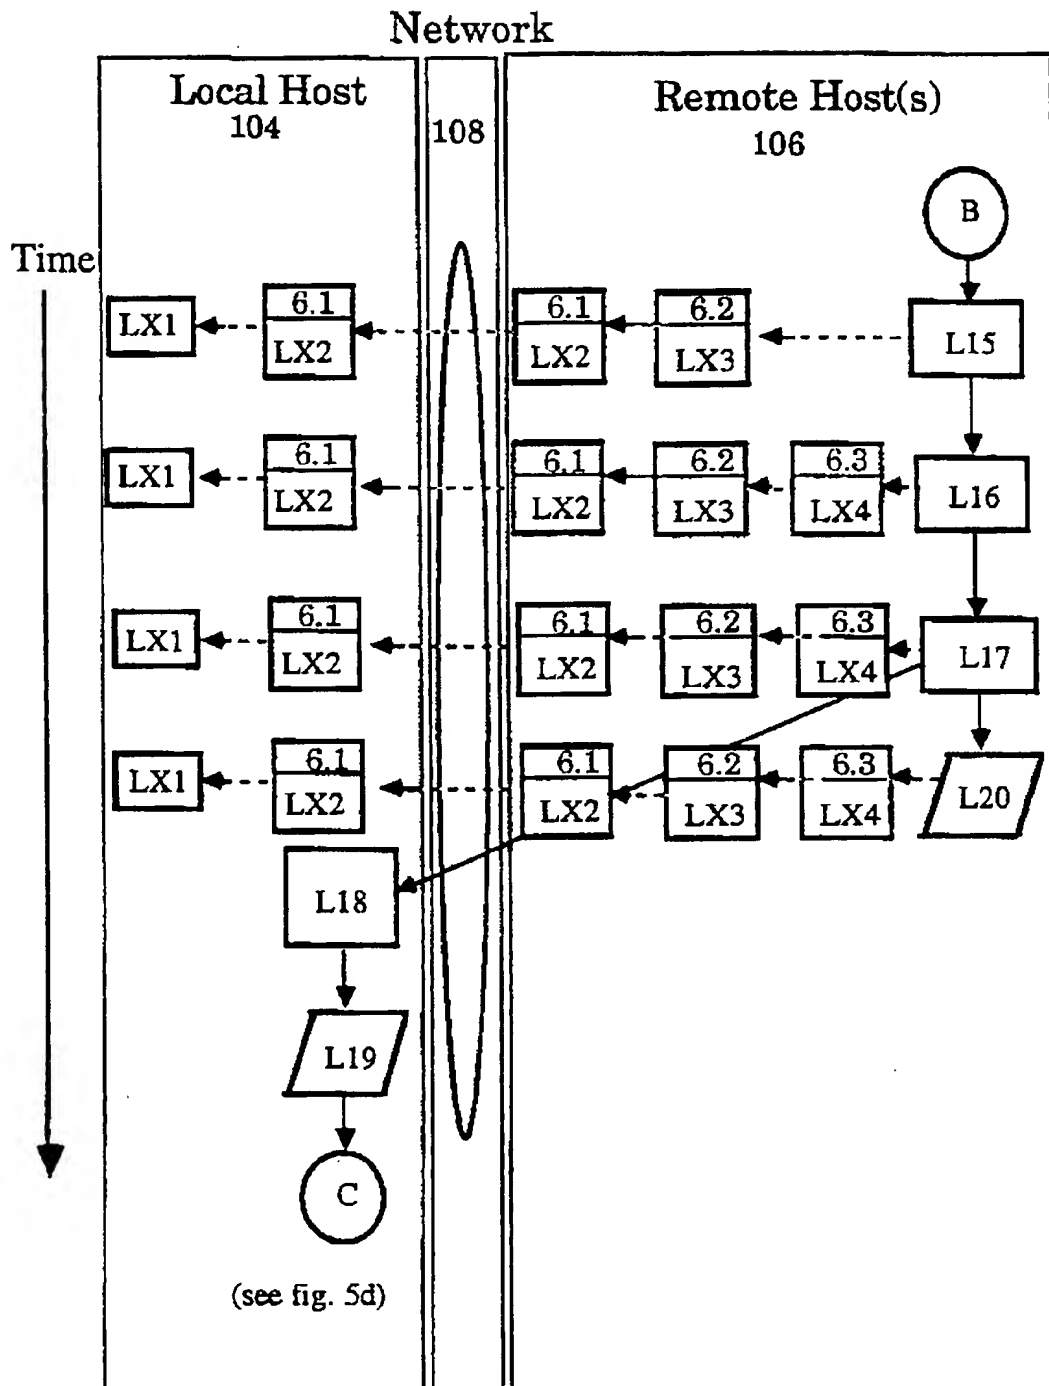 Network
Local Host
104
108
Remote Host(s)
106
B
Time
LX1
6.1
LX2
6.1
LX2
6.2
LX3
L15
LX1
6.1
LX2
6.1
LX2
6.2
LX3
6.3
LX4
L16
LX1
6.1
LX2
6.1
LX2
6.2
LX3
6.3
LX4
L17
LX1
6.1
LX2
6.1
LX2
6.2
LX3
6.3
LX4
L20
L18
L19
C
(see fig. 5d)